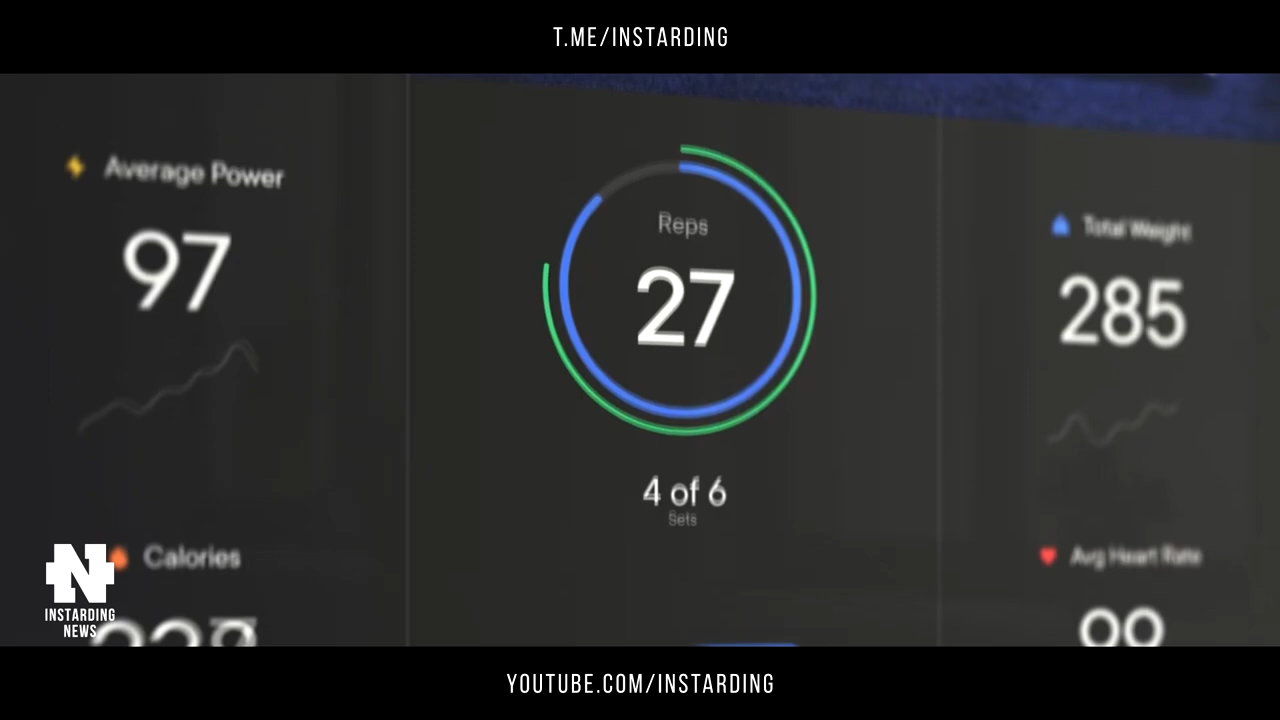 T.ME/INSTARDING
Average Power
97
Reps
27
4 of 6
Sets
Total Weight
285
Calories
Avg Heart Rate
INSTARDING
NEWS
YOUTUBE.COM/INSTARDING